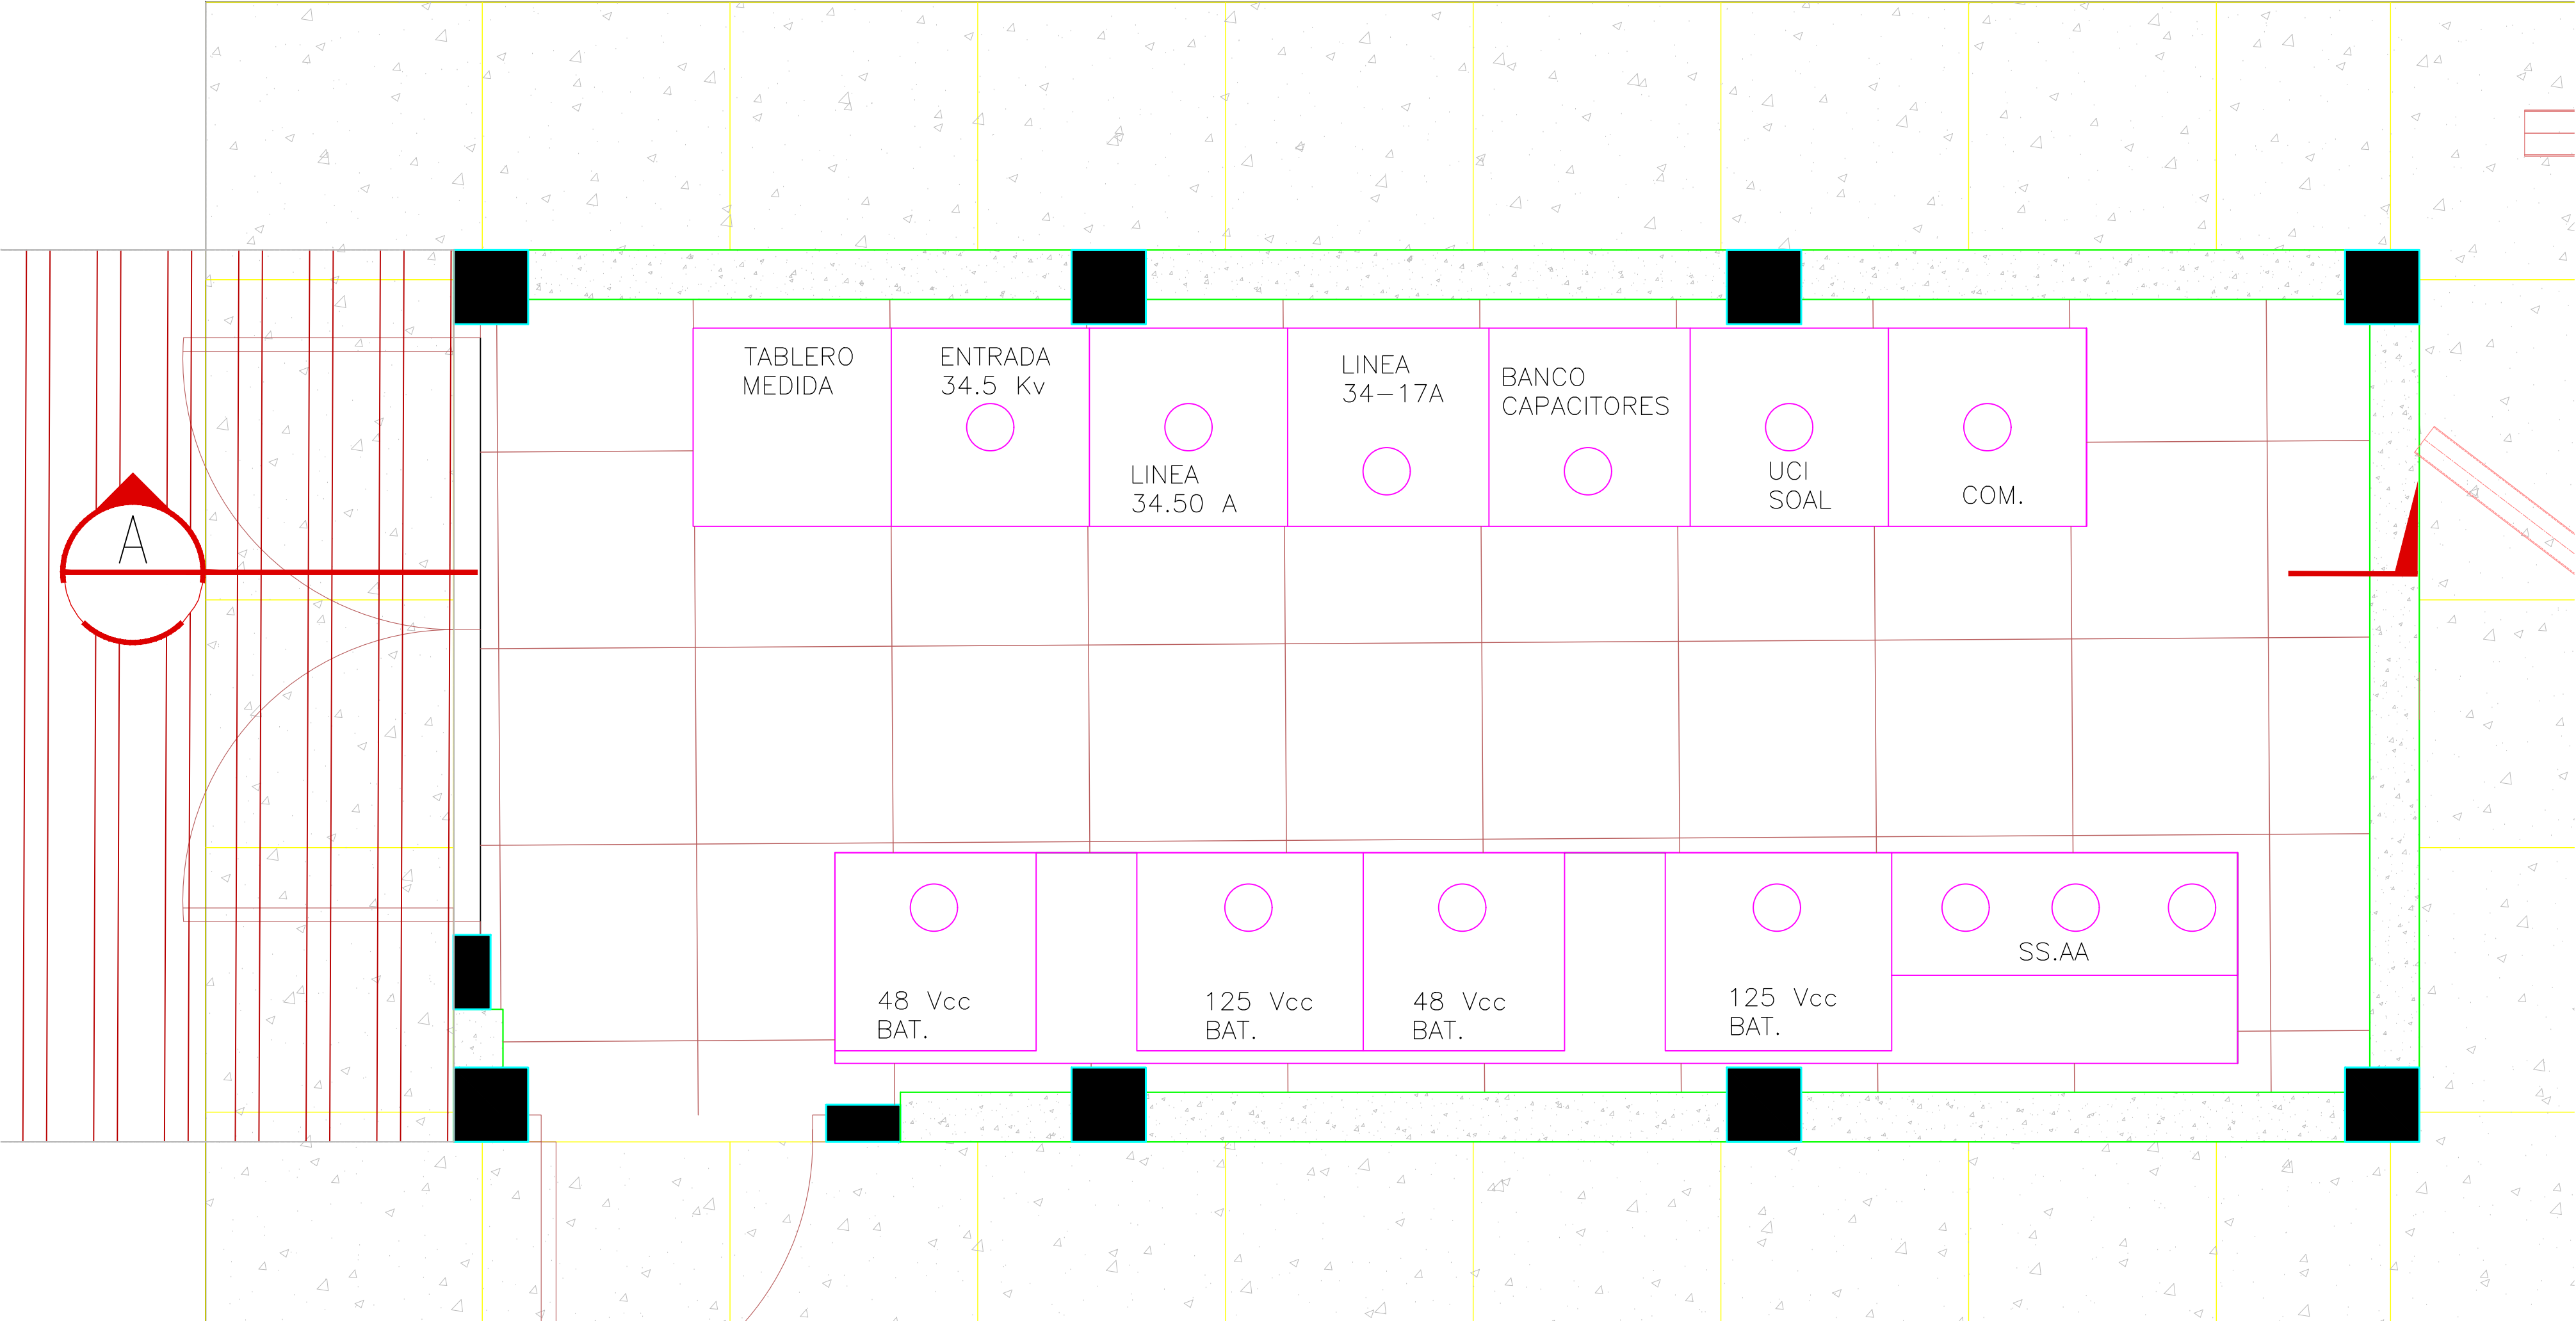 TABLERO
MEDIDA
ENTRADA
34.5 Kv
LINEA
34.50 A
LINEA
34-17A
BANCO
CAPACITORES
UCI
SOAL
COM.
A
48 Vcc
BAT.
125 Vcc
BAT.
48 Vcc
BAT.
125 Vcc
BAT.
SS.AA